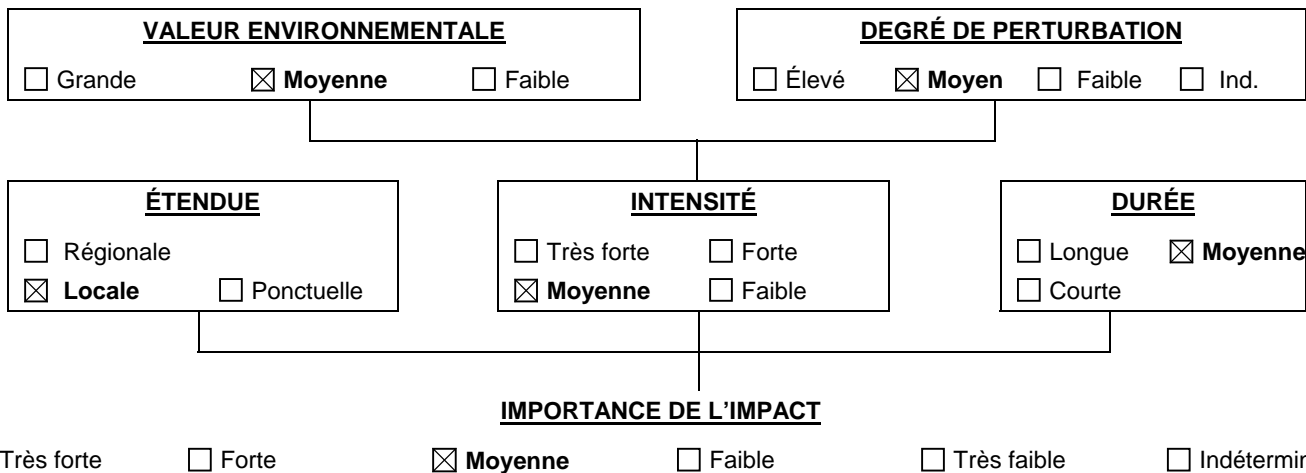 VALEUR ENVIRONNEMENTALE
☐ Grande ☒ Moyenne ☐ Faible
DEGRÉ DE PERTURBATION
☐ Élevé ☒ Moyen ☐ Faible ☐ Ind.
ÉTENDUE
☐ Régionale
☒ Locale ☐ Ponctuelle
INTENSITÉ
☐ Très forte ☐ Forte
☒ Moyenne ☐ Faible
DURÉE
☐ Longue ☒ Moyenne
☐ Courte
IMPORTANCE DE L'IMPACT
Très forte ☐ Forte ☒ Moyenne ☐ Faible ☐ Très faible ☐ Indétermin